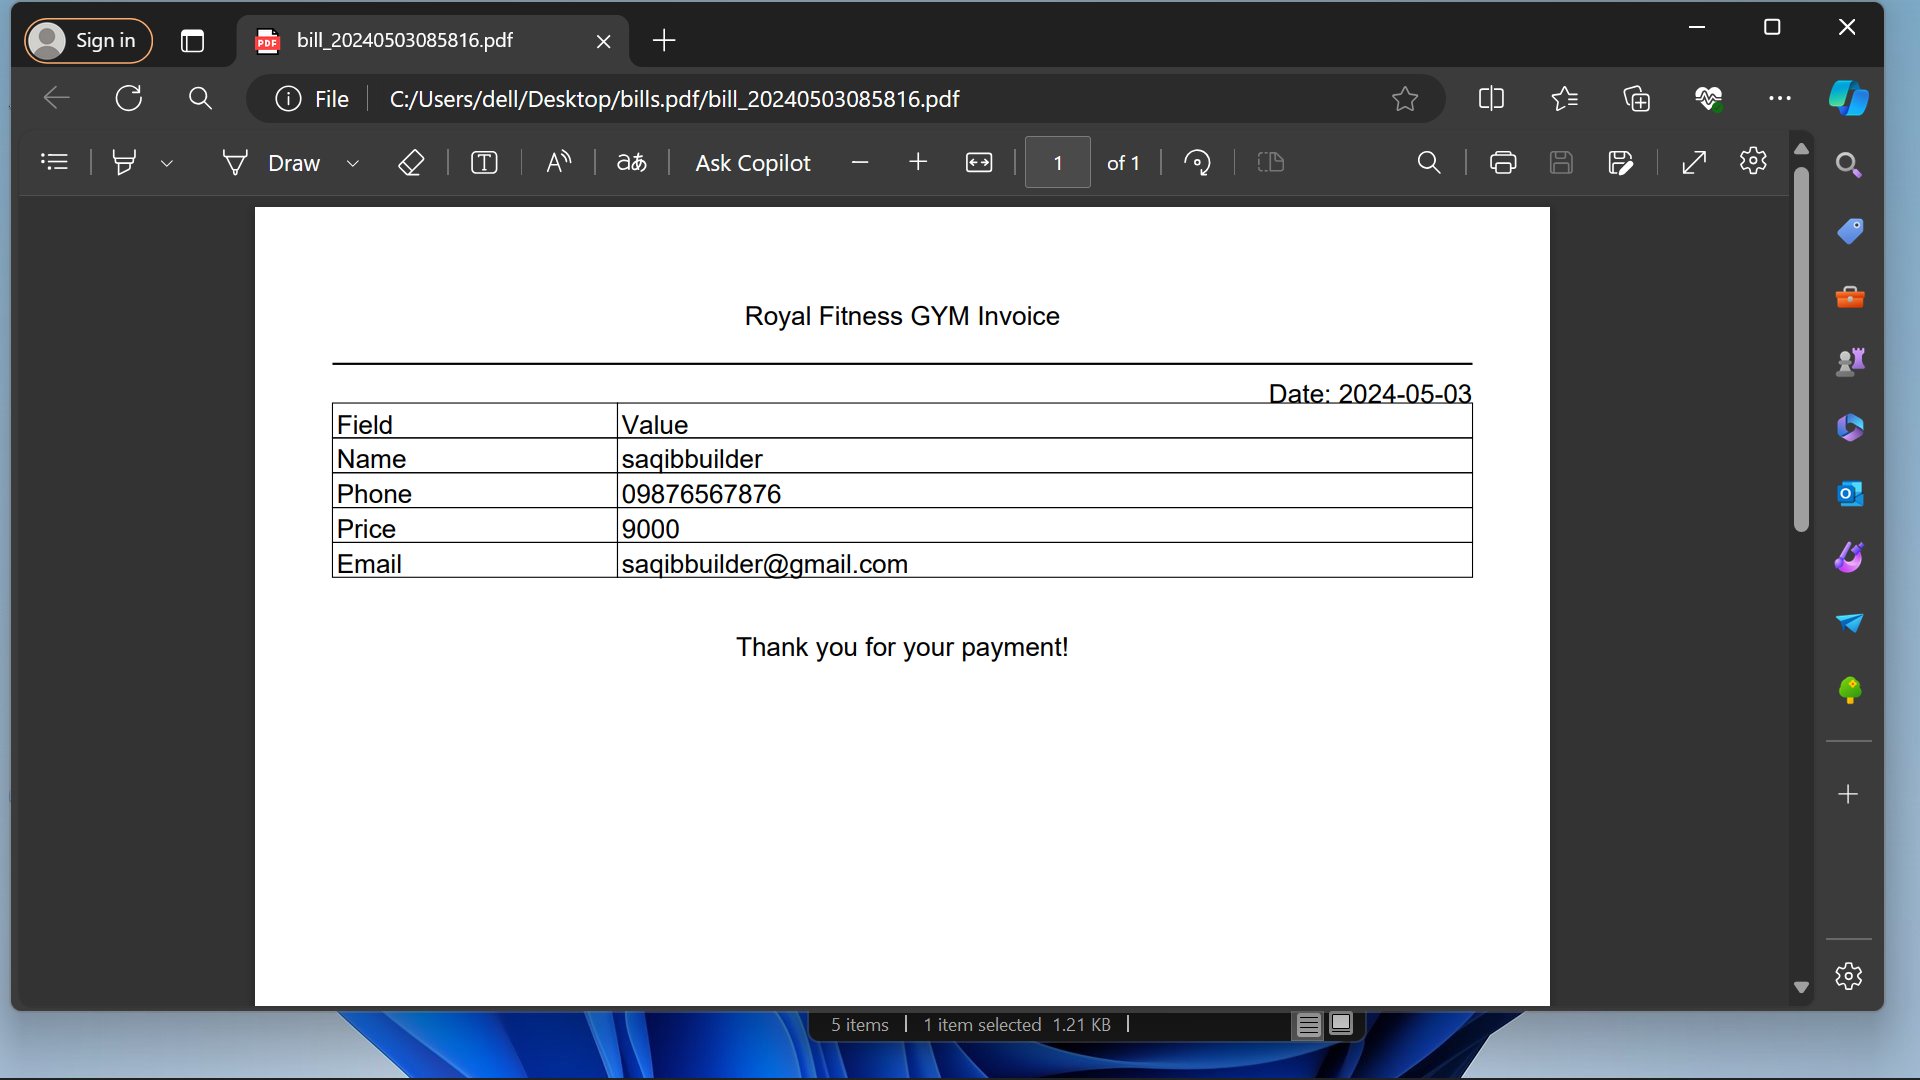 Sign in
bill_20240503085816.pdf
File
C:/Users/dell/Desktop/bills.pdf/bill_20240503085816.pdf
Draw
aあ
Ask Copilot
1
of 1
Royal Fitness GYM Invoice
Date: 2024-05-03
Field Value
Name saqibbuilder
Phone 09876567876
Price 9000
Email saqibbuilder@gmail.com
Thank you for your payment!
5 items 1 item selected 1.21 KB